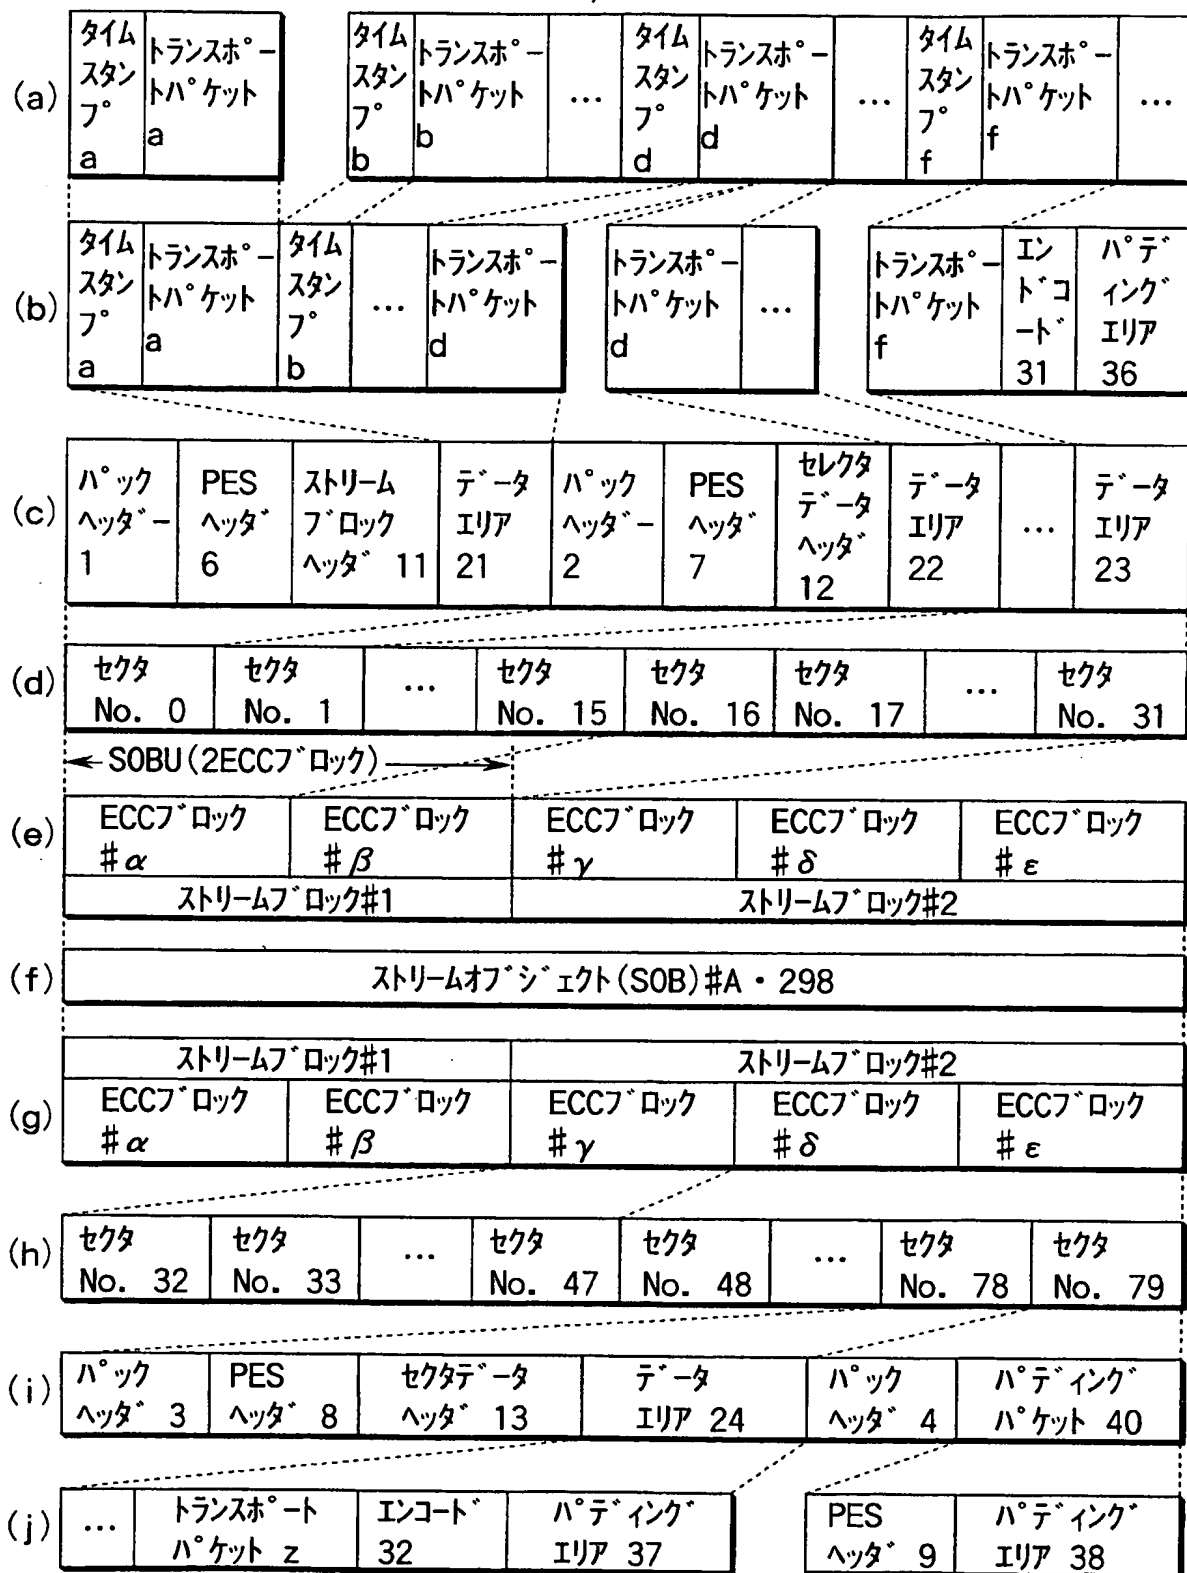 (a)
タイム
スタン
プ
a
トランスポー
トパケット
a
タイム
スタン
プ
b
トランスポー
トパケット
b
…
タイム
スタン
プ
d
トランスポー
トパケット
d
…
タイム
スタン
プ
f
トランスポー
トパケット
f
…
(b)
タイム
スタン
プ
a
トランスポー
トパケット
a
タイム
スタン
プ
b
…
トランスポー
トパケット
d
トランスポー
トパケット
d
…
トランスポー
トパケット
f
エン
ドコ
ード
31
パデ
ィング
エリア
36
(c)
パック
ヘッダー
1
PES
ヘッダ
6
ストリーム
ブロック
ヘッダ 11
データ
エリア
21
パック
ヘッダー
2
PES
ヘッダ
7
セレクタ
データ
ヘッダ
12
データ
エリア
22
…
データ
エリア
23
(d)
セクタ
No. 0
セクタ
No. 1
…
セクタ
No. 15
セクタ
No. 16
セクタ
No. 17
…
セクタ
No. 31
SOBU(2ECCブロック)
(e)
ECCブロック
#α
ECCブロック
#β
ECCブロック
#γ
ECCブロック
#δ
ECCブロック
#ε
ストリームブロック#1
ストリームブロック#2
(f)
ストリームオブジェクト(SOB)#A・298
ストリームブロック#1
ストリームブロック#2
(g)
ECCブロック
#α
ECCブロック
#β
ECCブロック
#γ
ECCブロック
#δ
ECCブロック
#ε
(h)
セクタ
No. 32
セクタ
No. 33
…
セクタ
No. 47
セクタ
No. 48
…
セクタ
No. 78
セクタ
No. 79
(i)
パック
ヘッダ 3
PES
ヘッダ 8
セクタデータ
ヘッダ 13
データ
エリア 24
パック
ヘッダ 4
パディング
パケット 40
(j)
…
トランスポート
パケット z
エンコード
32
パディング
エリア 37
PES
ヘッダ 9
パディング
エリア 38